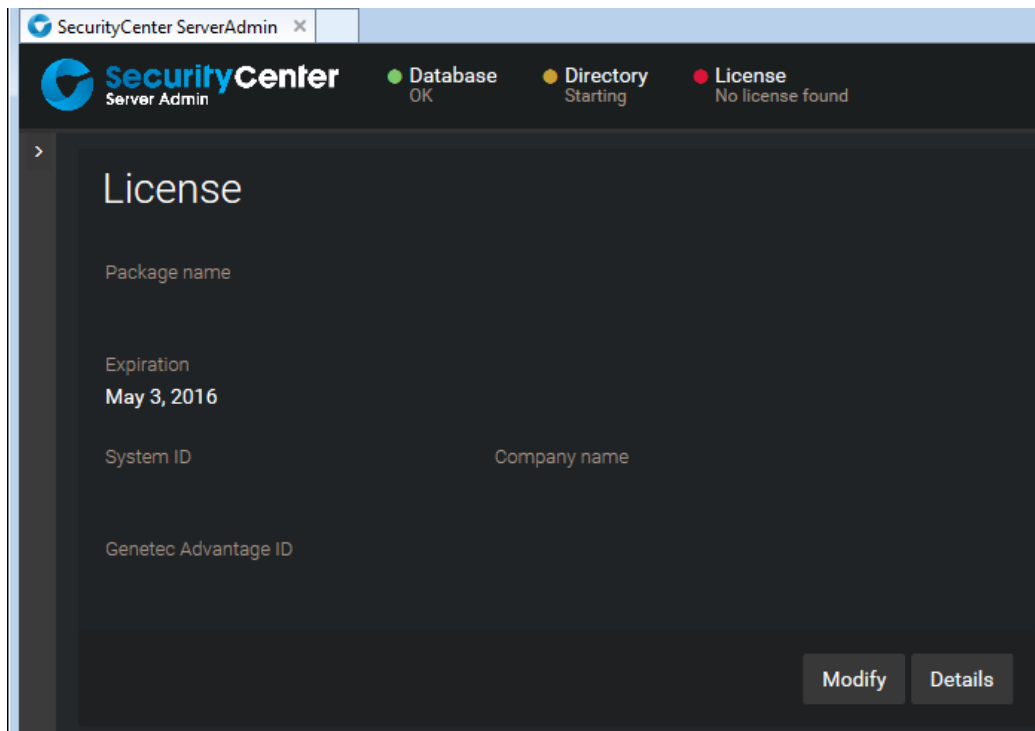 SecurityCenter ServerAdmin
SecurityCenter
Server Admin
Database
OK
Directory
Starting
License
No license found
License
Package name
Expiration
May 3, 2016
System ID
Company name
Genetec Advantage ID
Modify
Details